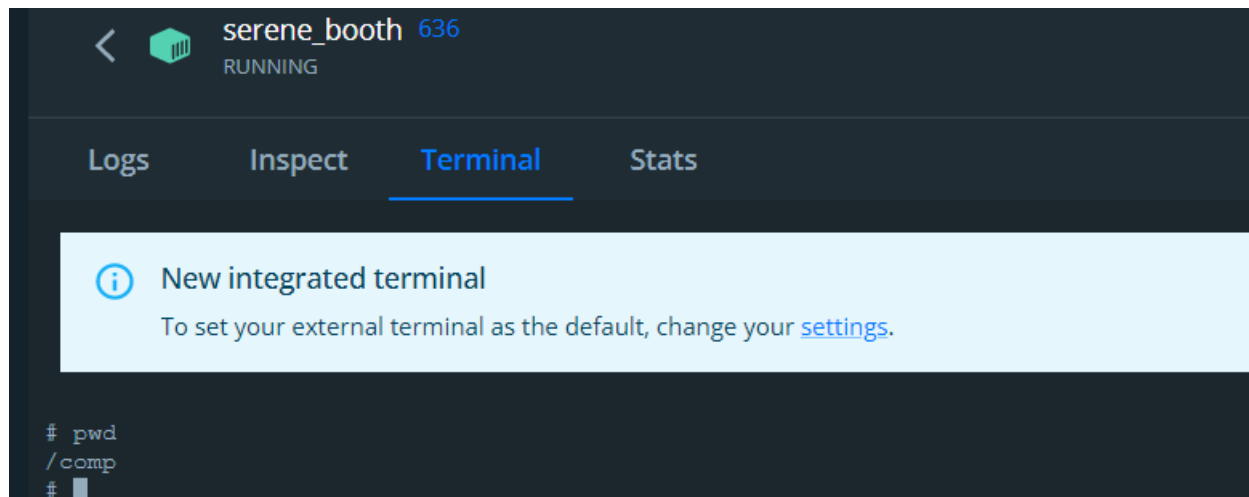 serene_booth 636
RUNNING
Logs Inspect Terminal Stats
New integrated terminal
To set your external terminal as the default, change your settings.
# pwd
/comp
#